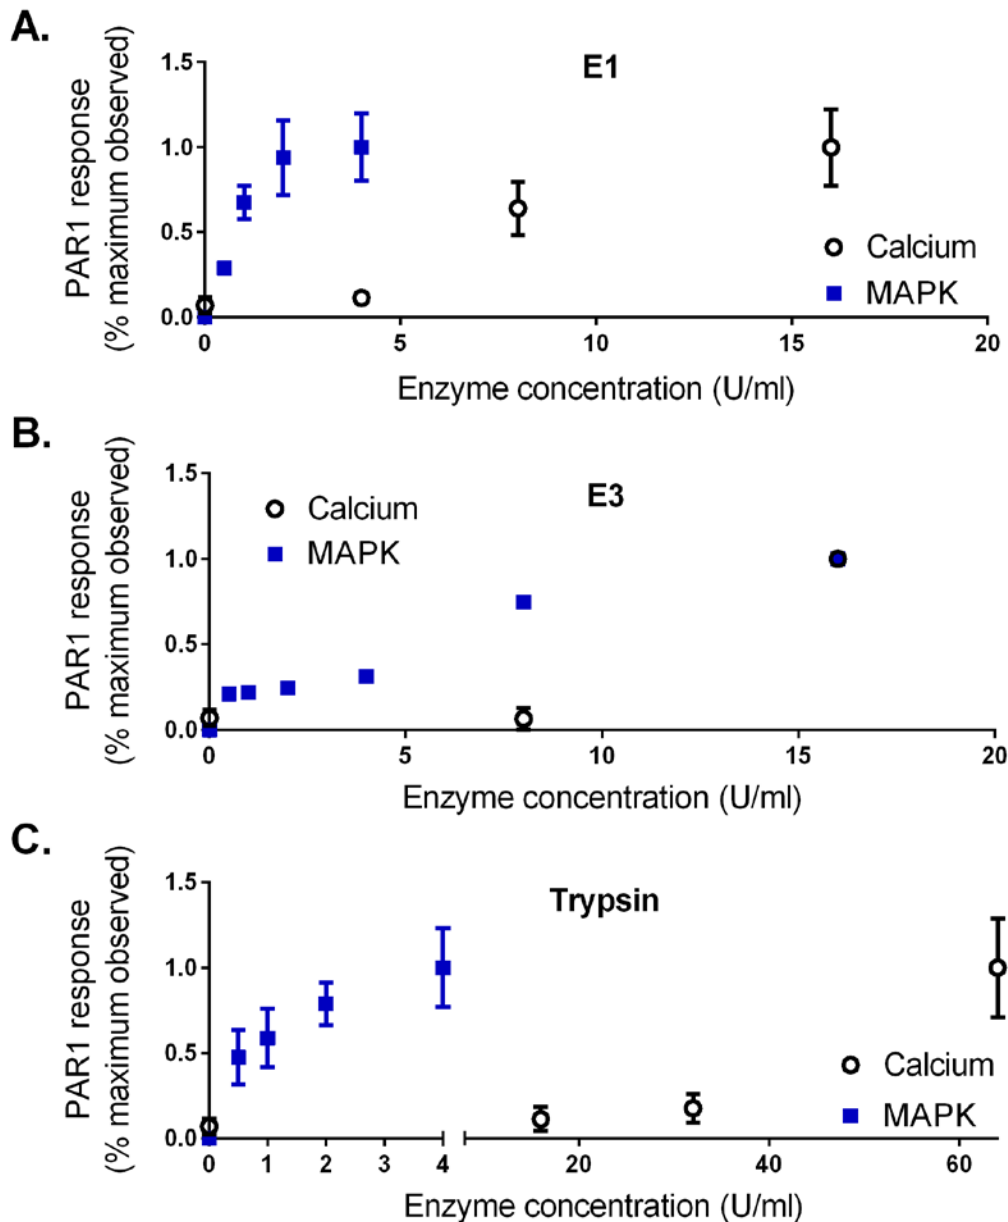 A.
E1
PAR1 response
(% maximum observed)
1.5
1.0
0.5
0.0
Calcium
MAPK
0 5 10 15 20
Enzyme concentration (U/ml)
B.
E3
PAR1 response
(% maximum observed)
1.5
1.0
0.5
0.0
Calcium
MAPK
0 5 10 15 20
Enzyme concentration (U/ml)
C.
Trypsin
PAR1 response
(% maximum observed)
1.5
1.0
0.5
0.0
Calcium
MAPK
0 1 2 3 4 20 40 60
Enzyme concentration (U/ml)